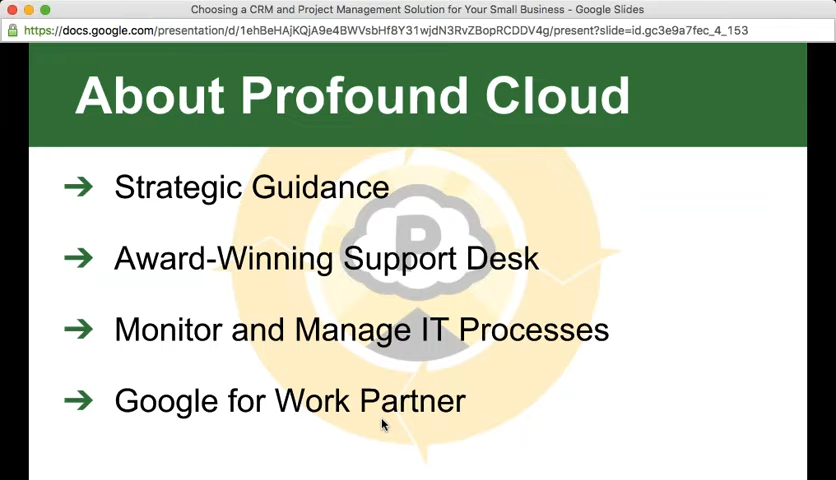 Choosing a CRM and Project Management Solution for Your Small Business - Google Slides
https://docs.google.com/presentation/d/1ehBeHAjKQjA9e4BWVsbHf8Y31wjdN3RvZBopRCDDV4g/present?slide=id.gc3e9a7fec_4_153
About Profound Cloud
➔ Strategic Guidance
P
➔ Award-Winning Support Desk
➔ Monitor and Manage IT Processes
➔ Google for Work Partner